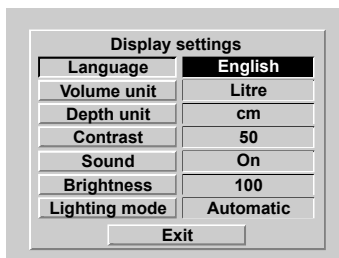 Display settings
Language English
Volume unit Litre
Depth unit cm
Contrast 50
Sound On
Brightness 100
Lighting mode Automatic
Exit